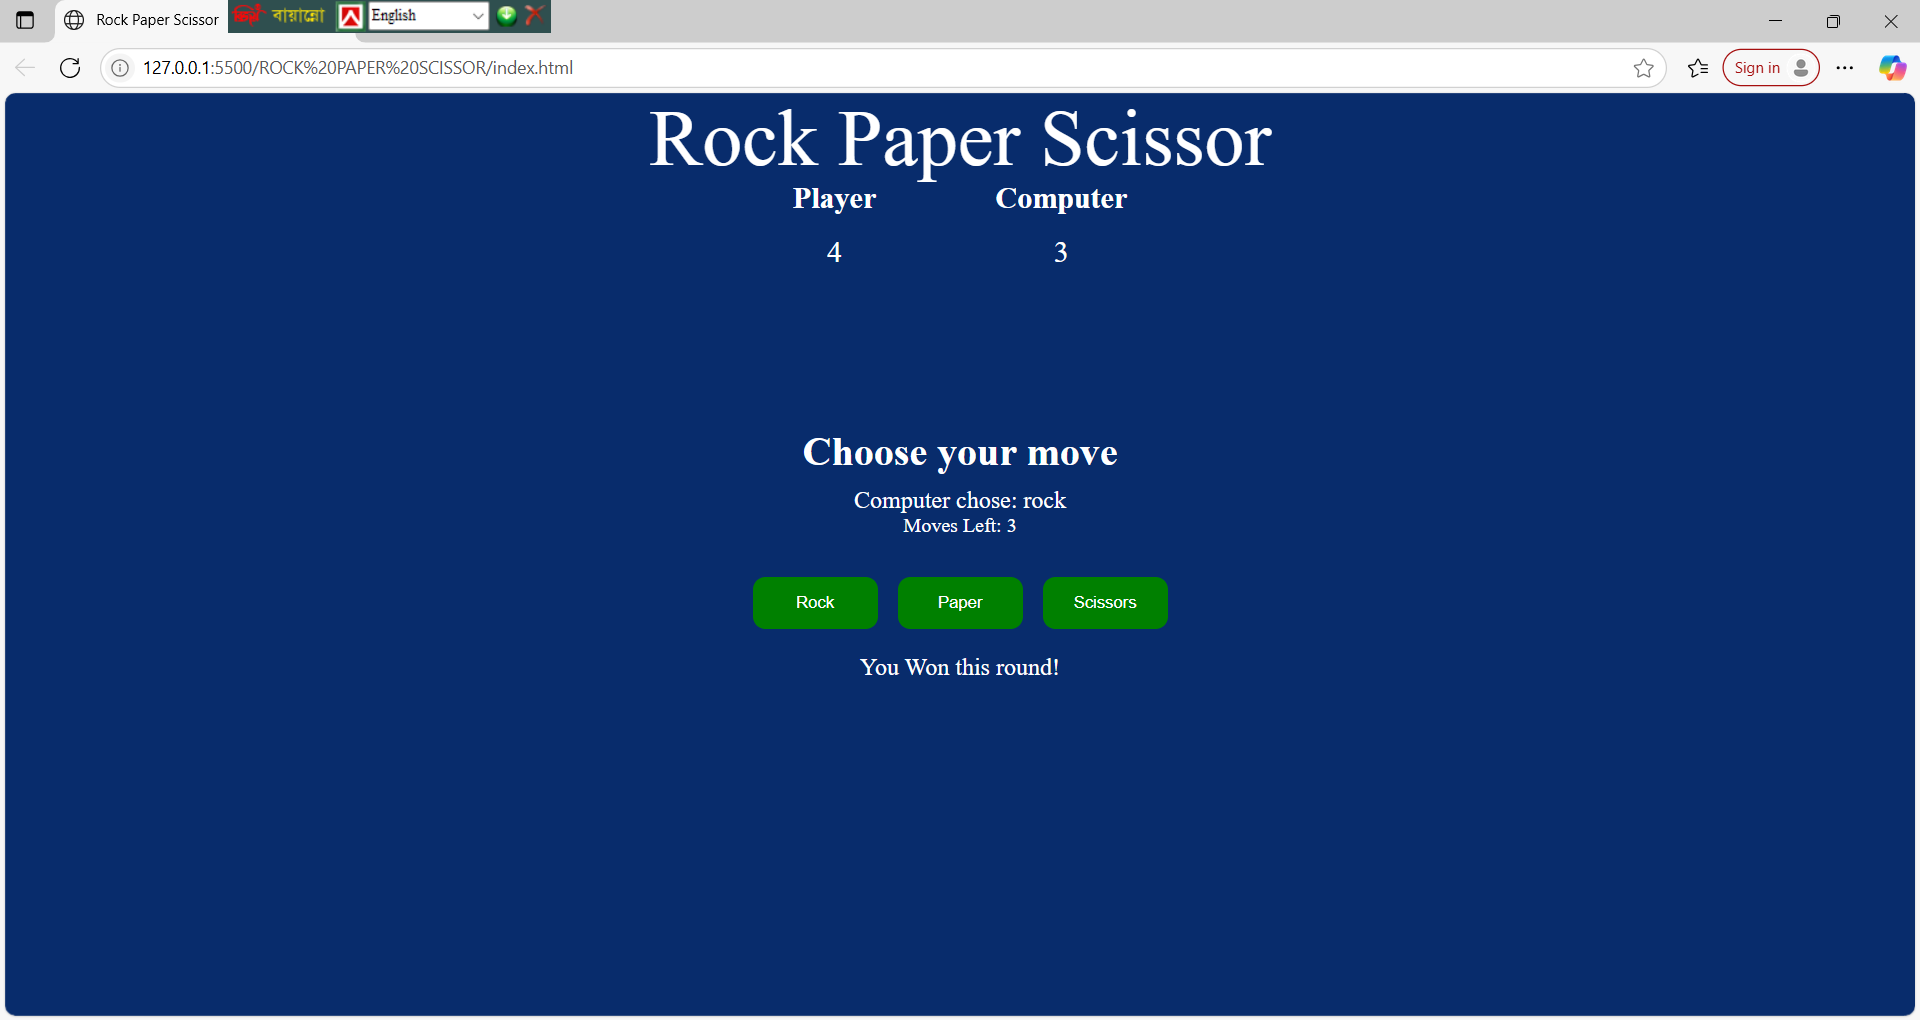 Rock Paper Scissor
বায়ান্নো
English
127.0.0.1:5500/ROCK%20PAPER%20SCISSOR/index.html
Sign in
Rock Paper Scissor
Player Computer
4 3
Choose your move
Computer chose: rock
Moves Left: 3
Rock Paper Scissors
You Won this round!